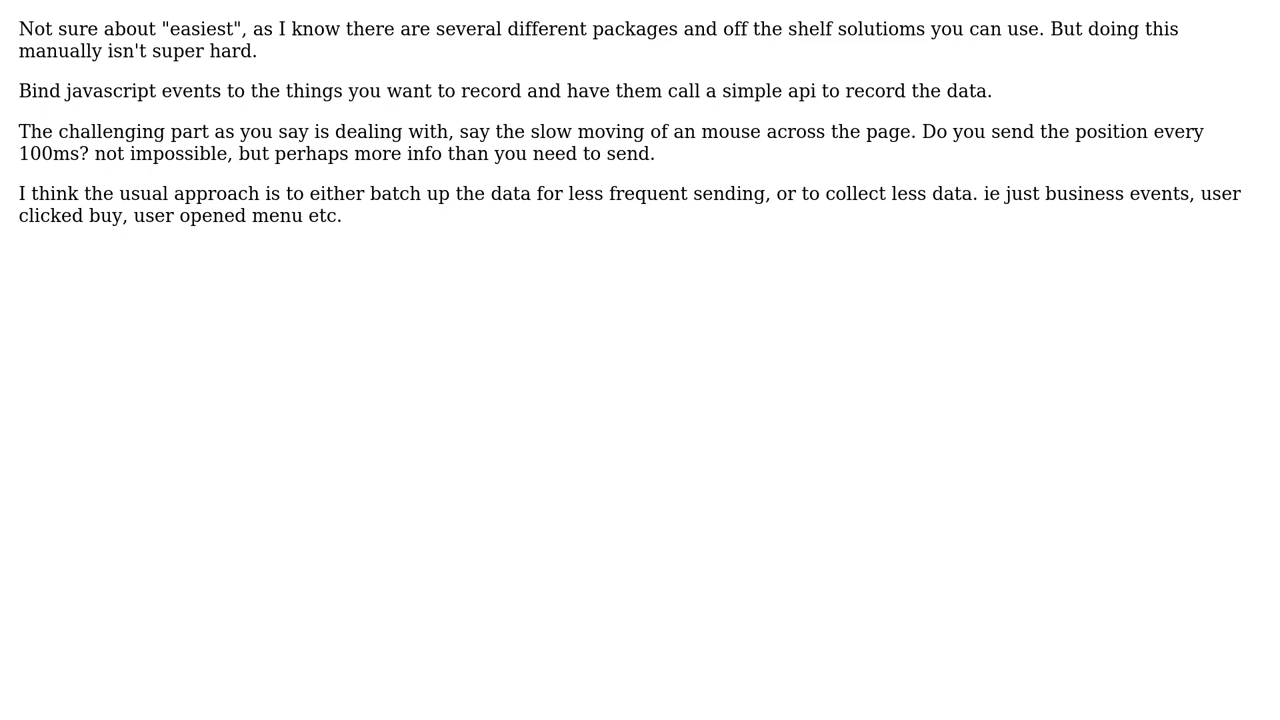 Not sure about "easiest", as I know there are several different packages and off the shelf solutioms you can use. But doing this
manually isn't super hard.
Bind javascript events to the things you want to record and have them call a simple api to record the data.
The challenging part as you say is dealing with, say the slow moving of an mouse across the page. Do you send the position every
100ms? not impossible, but perhaps more info than you need to send.
I think the usual approach is to either batch up the data for less frequent sending, or to collect less data. ie just business events, user
clicked buy, user opened menu etc.